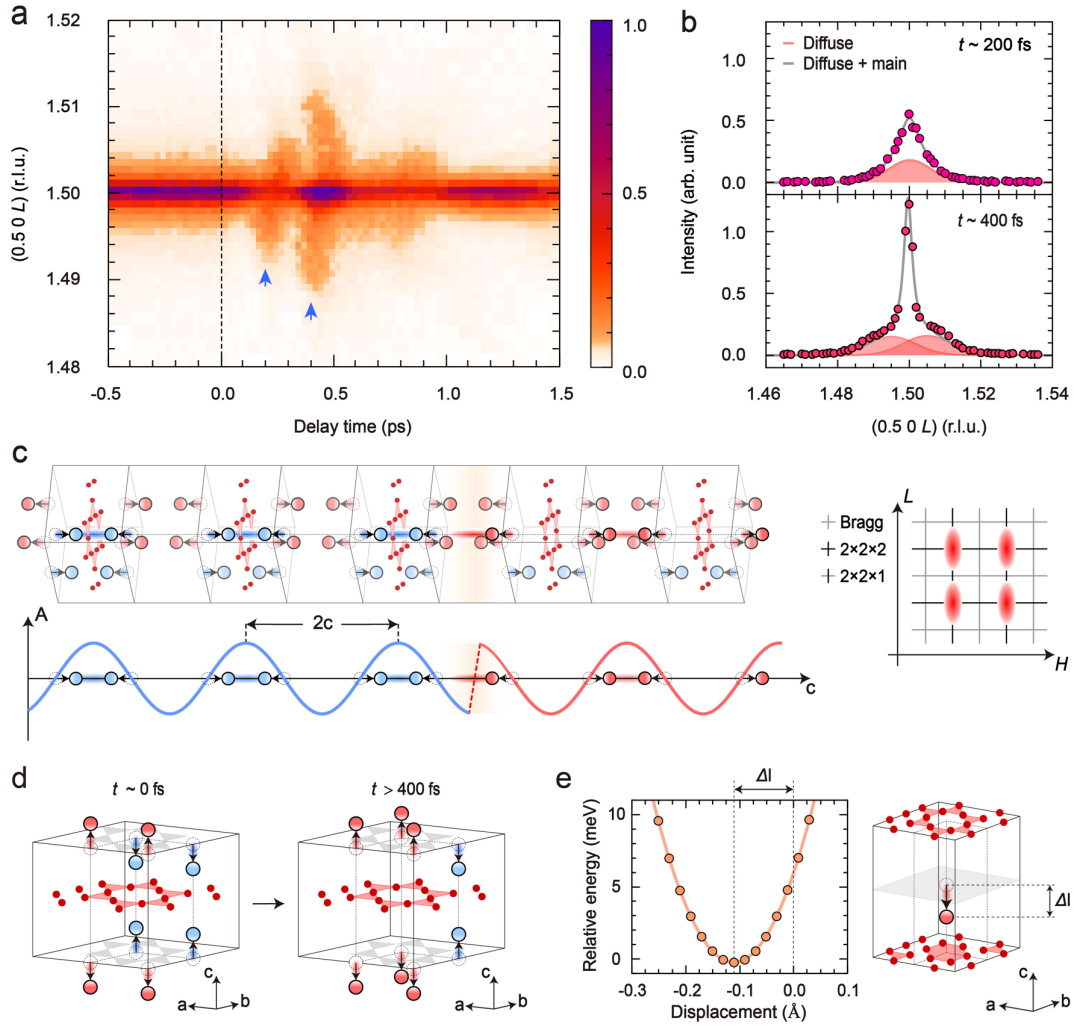 a
1.52
1.51
1.50
1.49
1.48
(0.5 0 L) (r.l.u.)
-0.5
0.0
0.5
1.0
1.5
Delay time (ps)
1.0
0.5
0.0
b
Diffuse
Diffuse + main
t ~ 200 fs
1.0
0.5
0.0
t ~ 400 fs
1.0
0.5
0.0
Intensity (arb. unit)
1.46
1.48
1.50
1.52
1.54
(0.5 0 L) (r.l.u.)
c
A
2c
c
L
Bragg
2×2×2
2×2×1
H
d
t ~ 0 fs
t > 400 fs
c
a
b
c
a
b
e
Δl
10
5
0
Relative energy (meV)
-0.3
-0.2
-0.1
0.0
0.1
Displacement (Å)
Δl
c
a
b